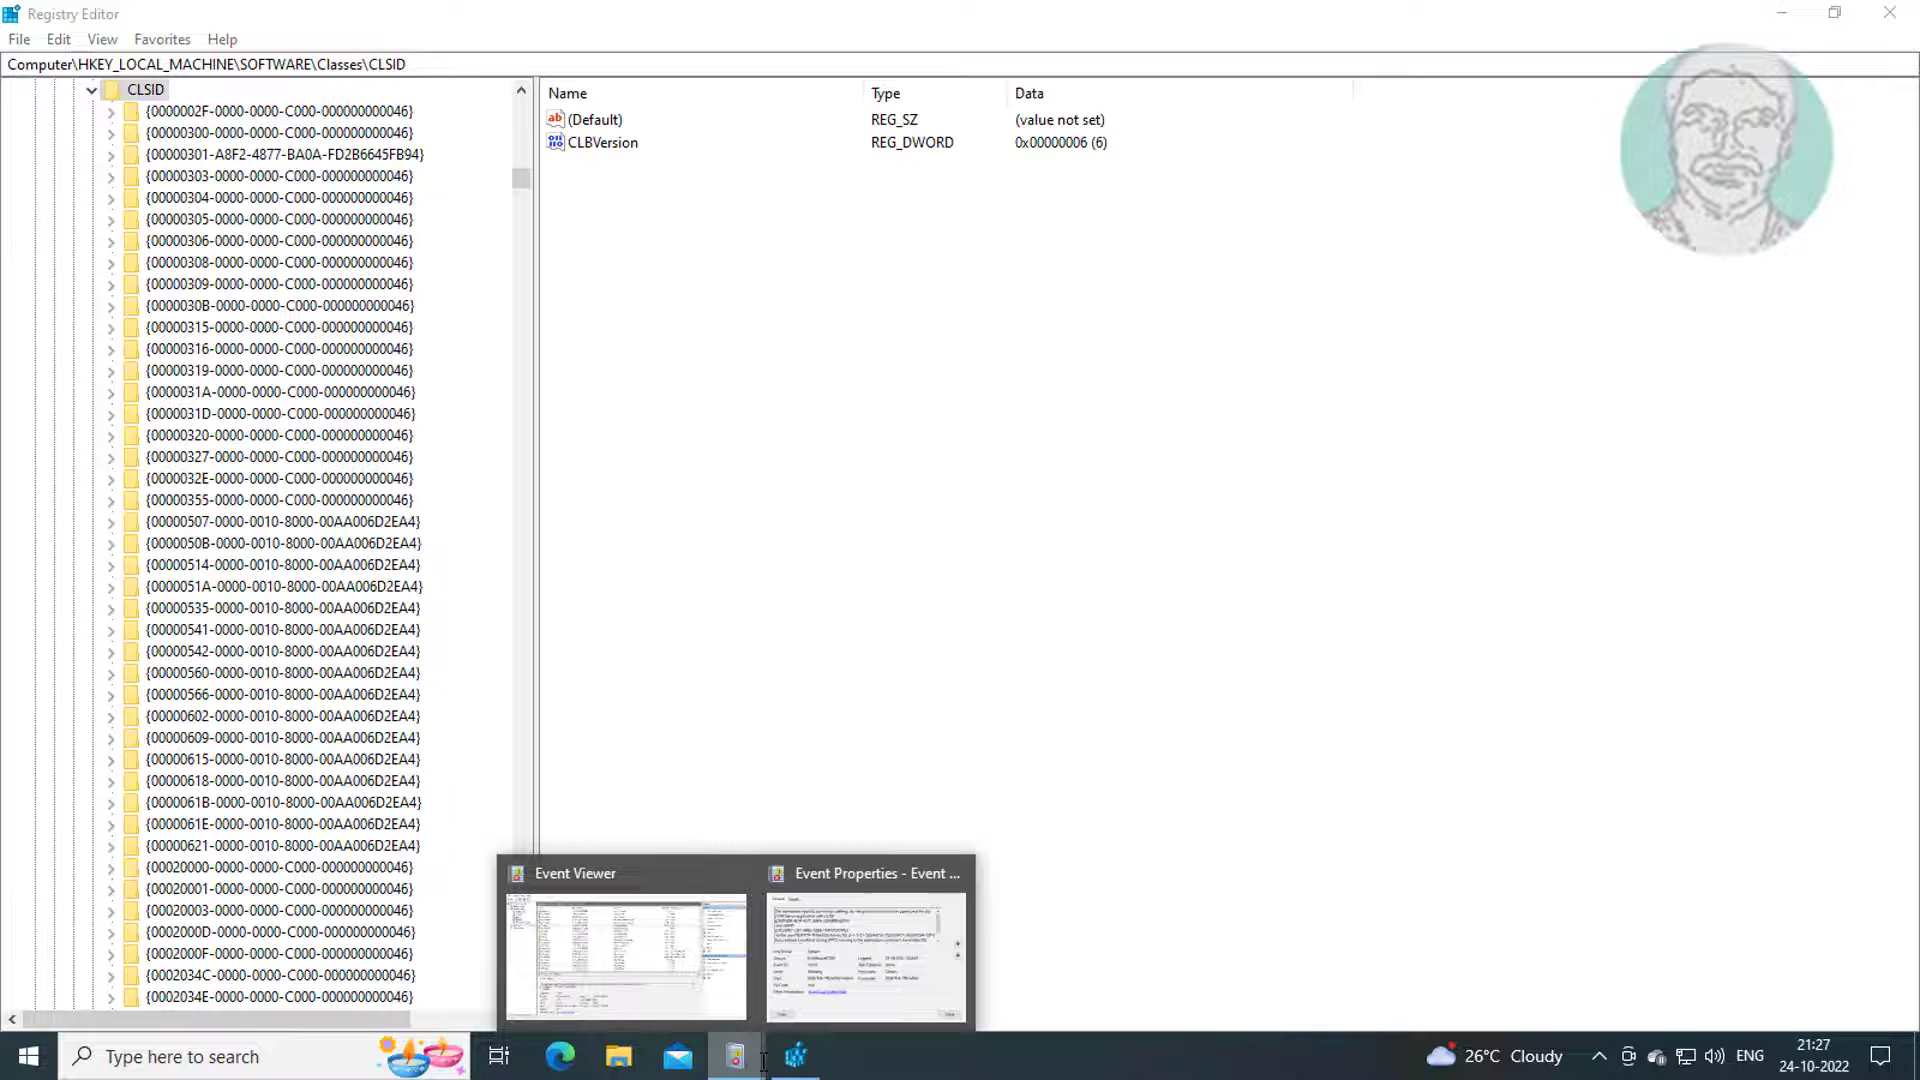 Registry Editor
File Edit View Favorites Help
Computer\HKEY_LOCAL_MACHINE\SOFTWARE\Classes\CLSID
CLSID
{0000002F-0000-0000-C000-000000000046}
{00000300-0000-0000-C000-000000000046}
{00000301-A8F2-4877-BA0A-FD2B6645FB94}
{00000303-0000-0000-C000-000000000046}
{00000304-0000-0000-C000-000000000046}
{00000305-0000-0000-C000-000000000046}
{00000306-0000-0000-C000-000000000046}
{00000308-0000-0000-C000-000000000046}
{00000309-0000-0000-C000-000000000046}
{0000030B-0000-0000-C000-000000000046}
{00000315-0000-0000-C000-000000000046}
{00000316-0000-0000-C000-000000000046}
{00000319-0000-0000-C000-000000000046}
{0000031A-0000-0000-C000-000000000046}
{0000031D-0000-0000-C000-000000000046}
{00000320-0000-0000-C000-000000000046}
{00000327-0000-0000-C000-000000000046}
{0000032E-0000-0000-C000-000000000046}
{00000355-0000-0000-C000-000000000046}
{00000507-0000-0010-8000-00AA006D2EA4}
{0000050B-0000-0010-8000-00AA006D2EA4}
{00000514-0000-0010-8000-00AA006D2EA4}
{0000051A-0000-0010-8000-00AA006D2EA4}
{00000535-0000-0010-8000-00AA006D2EA4}
{00000541-0000-0010-8000-00AA006D2EA4}
{00000542-0000-0010-8000-00AA006D2EA4}
{00000560-0000-0010-8000-00AA006D2EA4}
{00000566-0000-0010-8000-00AA006D2EA4}
{00000602-0000-0010-8000-00AA006D2EA4}
{00000609-0000-0010-8000-00AA006D2EA4}
{00000615-0000-0010-8000-00AA006D2EA4}
{00000618-0000-0010-8000-00AA006D2EA4}
{0000061B-0000-0010-8000-00AA006D2EA4}
{0000061E-0000-0010-8000-00AA006D2EA4}
{00000621-0000-0010-8000-00AA006D2EA4}
{00020000-0000-0000-C000-000000000046}
{00020001-0000-0000-C000-000000000046}
{00020003-0000-0000-C000-000000000046}
{0002000D-0000-0000-C000-000000000046}
{0002000F-0000-0000-C000-000000000046}
{0002034C-0000-0000-C000-000000000046}
{0002034E-0000-0000-C000-000000000046}
Name Type Data
(Default) REG_SZ (value not set)
CLBVersion REG_DWORD 0x00000006 (6)
Event Viewer
Event Properties - Event ...
Type here to search
26°C Cloudy
ENG
21:27
24-10-2022